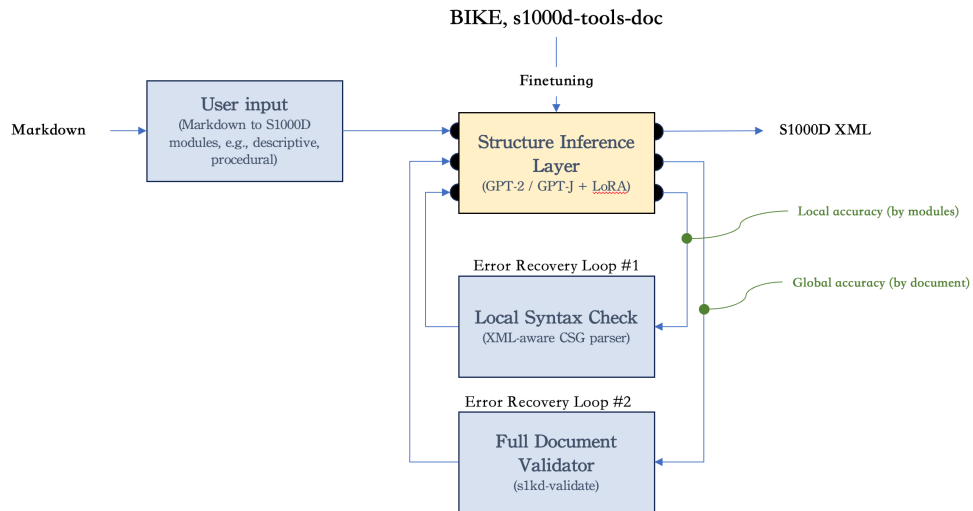 BIKE, s1000d-tools-doc
Finetuning
Markdown
User input
(Markdown to S1000D
modules, e.g., descriptive,
procedural)
Structure Inference
Layer
(GPT-2 / GPT-J + LoRA)
S1000D XML
Local accuracy (by modules)
Global accuracy (by document)
Error Recovery Loop #1
Local Syntax Check
(XML-aware CSG parser)
Error Recovery Loop #2
Full Document
Validator
(s1kd-validate)